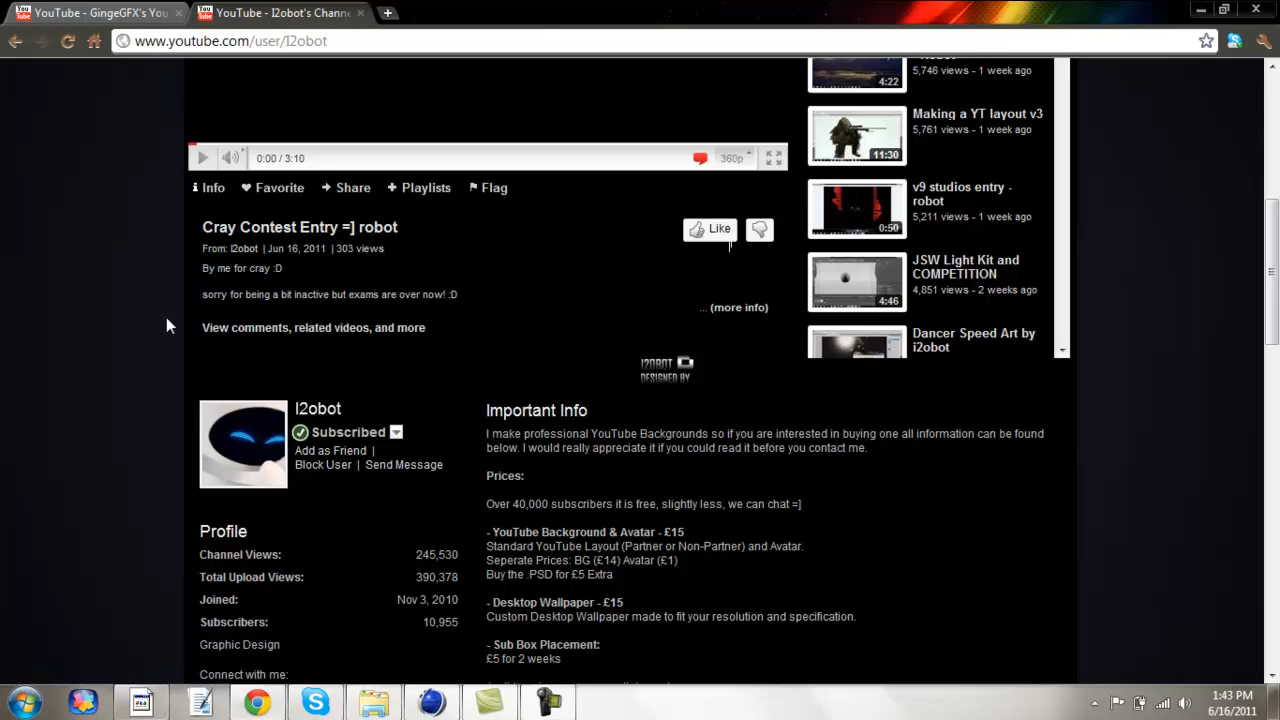 YouTube - GingeGFX's You
YouTube - I2obot's Channe
www.youtube.com/user/I2obot
0:00 / 3:10
360p
Info
Favorite
Share
Playlists
Flag
Cray Contest Entry =] robot
Like
From: I2obot | Jun 16, 2011 | 303 views
By me for cray :D
sorry for being a bit inactive but exams are over now! :D
... (more info)
View comments, related videos, and more
5,746 views - 1 week ago
4:22
Making a YT layout v3
5,761 views - 1 week ago
11:30
v9 studios entry -
robot
5,211 views - 1 week ago
0:50
JSW Light Kit and
COMPETITION
4,851 views - 2 weeks ago
4:46
Dancer Speed Art by
i2obot
I2OBOT
DESIGNED BY
I2obot
Subscribed
Add as Friend |
Block User | Send Message
Profile
Channel Views: 245,530
Total Upload Views: 390,378
Joined: Nov 3, 2010
Subscribers: 10,955
Graphic Design
Connect with me:
Important Info
I make professional YouTube Backgrounds so if you are interested in buying one all information can be found
below. I would really appreciate it if you could read it before you contact me.
Prices:
Over 40,000 subscribers it is free, slightly less, we can chat =]
- YouTube Background & Avatar - £15
Standard YouTube Layout (Partner or Non-Partner) and Avatar.
Seperate Prices: BG (£14) Avatar (£1)
Buy the .PSD for £5 Extra
- Desktop Wallpaper - £15
Custom Desktop Wallpaper made to fit your resolution and specification.
- Sub Box Placement:
£5 for 2 weeks
1:43 PM
6/16/2011